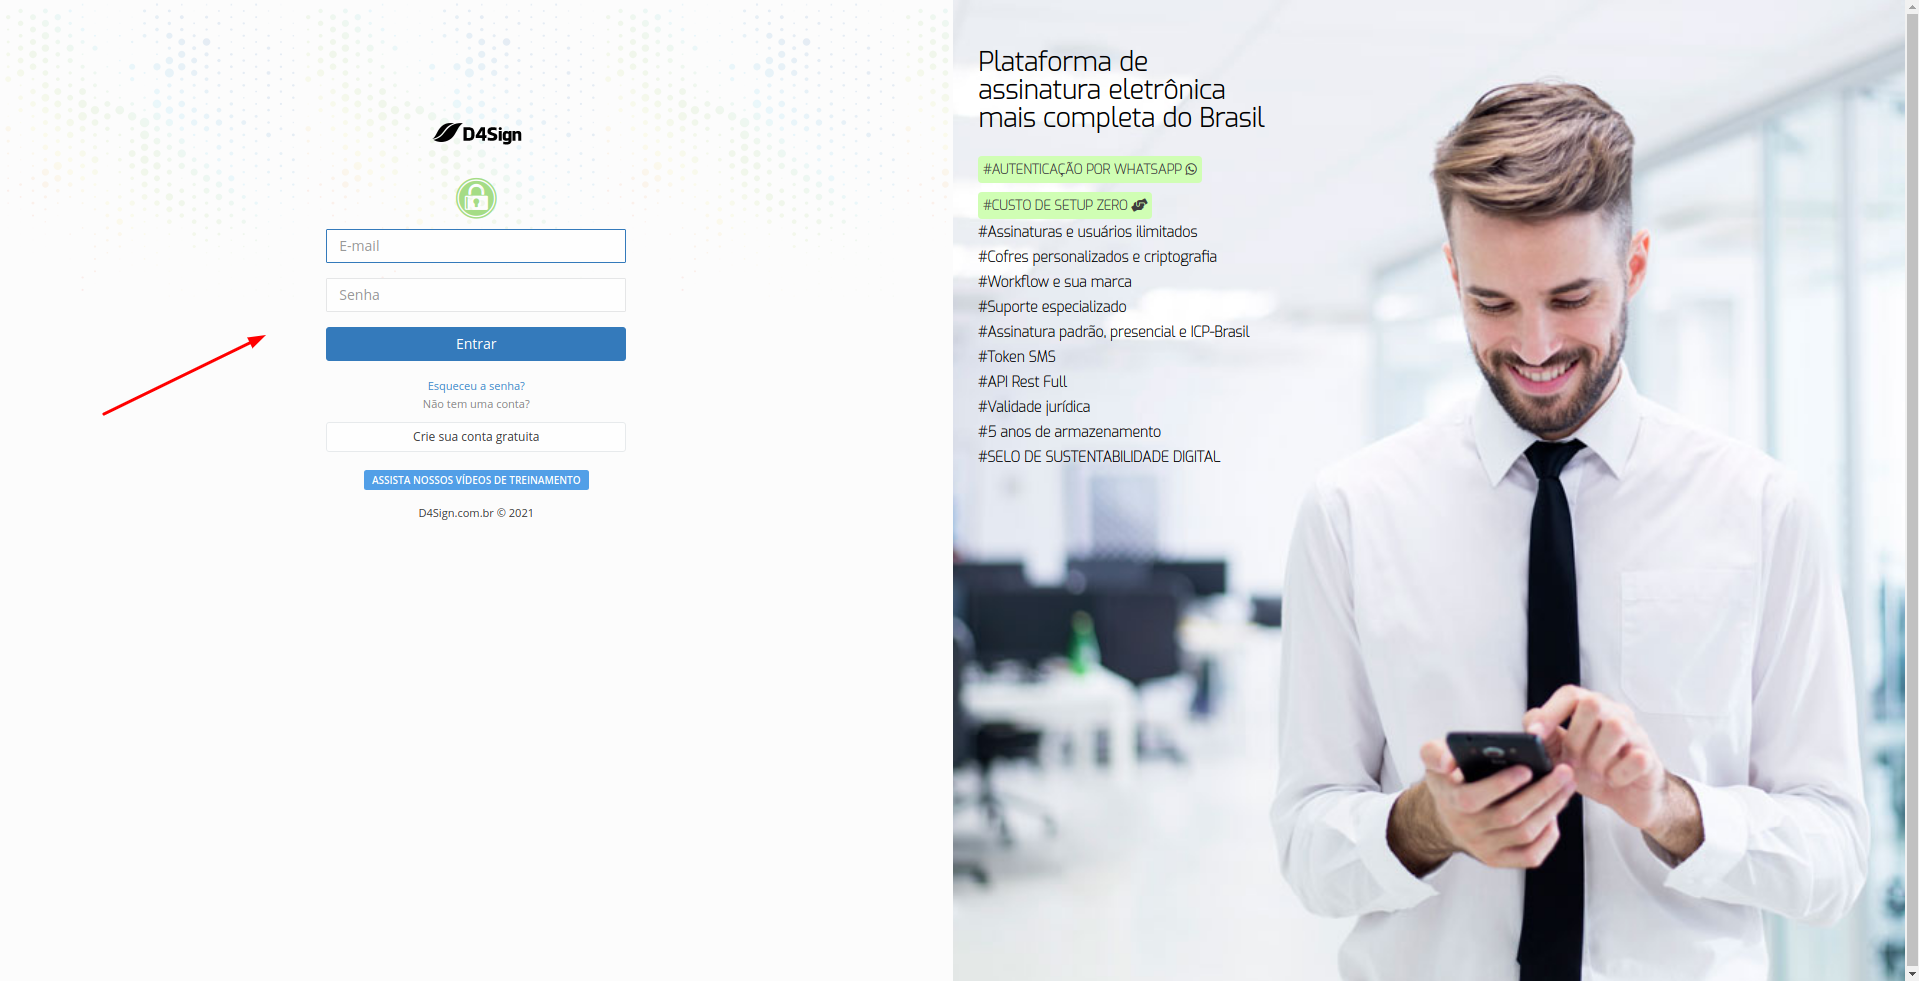 D4Sign
E-mail
Senha
Entrar
Esqueceu a senha?
Não tem uma conta?
Crie sua conta gratuita
ASSISTA NOSSOS VÍDEOS DE TREINAMENTO
D4Sign.com.br © 2021
Plataforma de
assinatura eletrônica
mais completa do Brasil
#AUTENTICAÇÃO POR WHATSAPP
#CUSTO DE SETUP ZERO
#Assinaturas e usuários ilimitados
#Cofres personalizados e criptografia
#Workflow e sua marca
#Suporte especializado
#Assinatura padrão, presencial e ICP-Brasil
#Token SMS
#API Rest Full
#Validade jurídica
#5 anos de armazenamento
#SELO DE SUSTENTABILIDADE DIGITAL